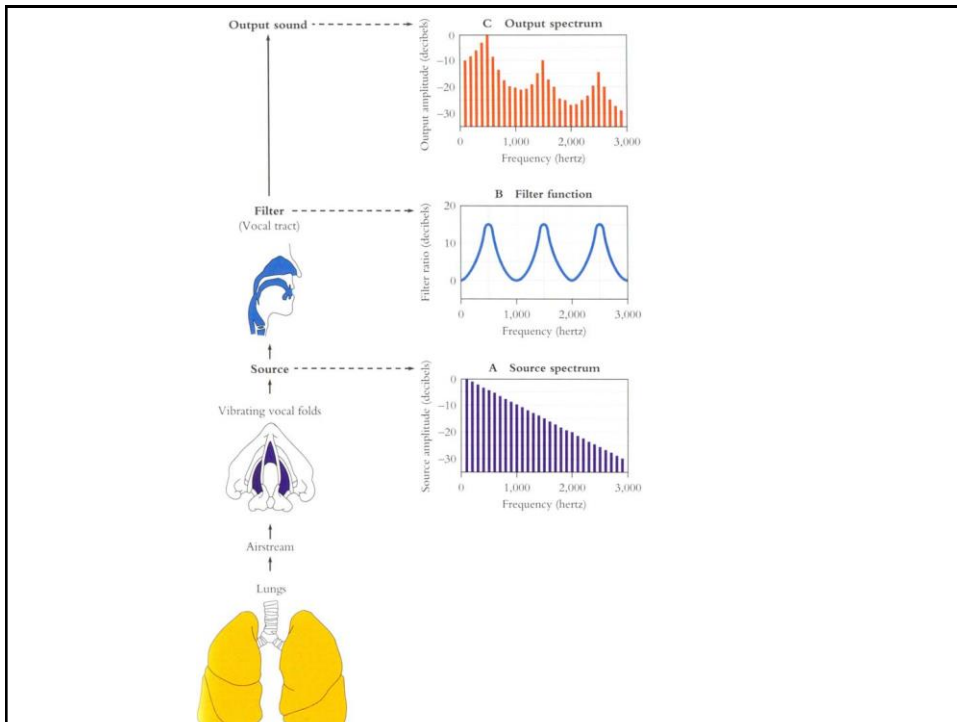 Output sound
C Output spectrum
Output amplitude (decibels)
0
−10
−20
−30
0 1,000 2,000 3,000
Frequency (hertz)
Filter
(Vocal tract)
B Filter function
Filter ratio (decibels)
20
10
0
0 1,000 2,000 3,000
Frequency (hertz)
Source
A Source spectrum
Source amplitude (decibels)
0
−10
−20
−30
0 1,000 2,000 3,000
Frequency (hertz)
Vibrating vocal folds
Airstream
Lungs